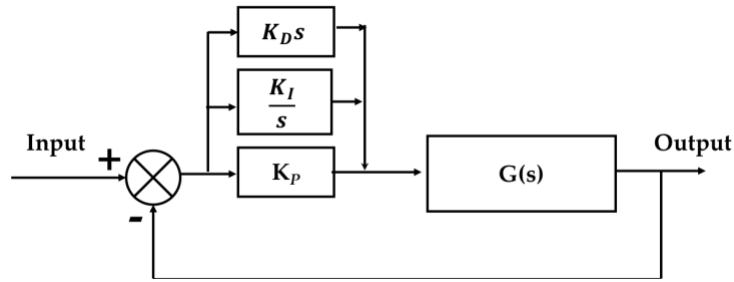 K_D s
K_I
s
Input
+
K_P
G(s)
Output
-